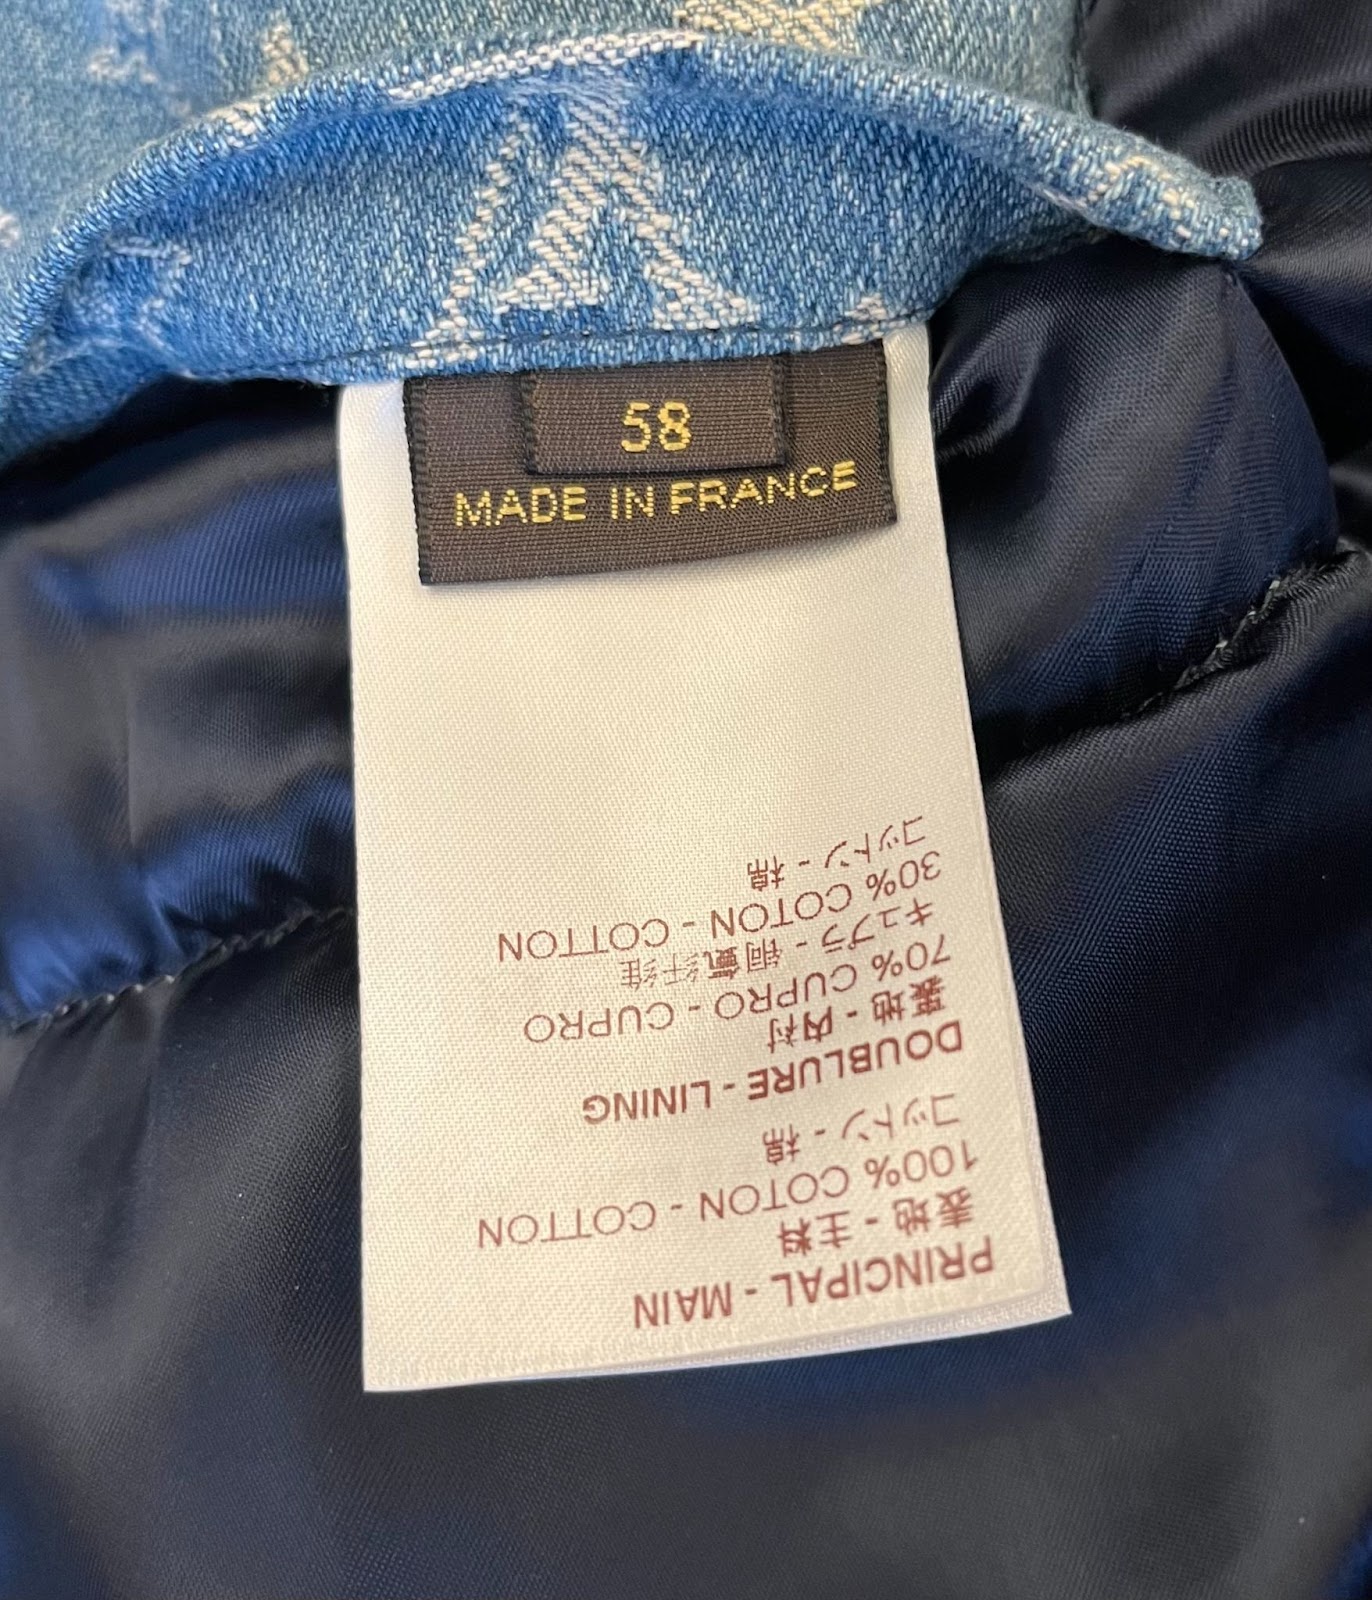 58
MADE IN FRANCE
PRINCIPAL - MAIN
表地 - 主料
100% COTON - COTTON
コットン - 棉
DOUBLURE - LINING
裏地 - 内衬
70% CUPRO - CUPRO
キュプラ - 铜氨纤维
30% COTON - COTTON
コットン - 棉